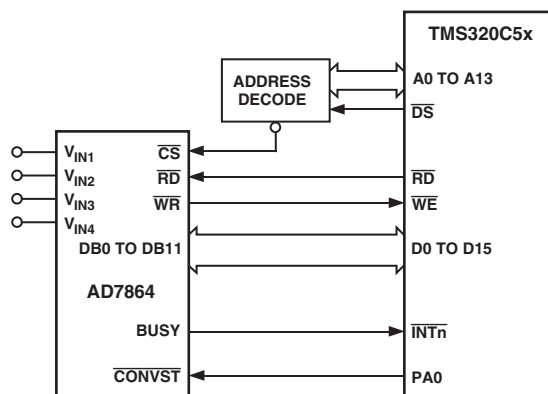 TMS320C5x
ADDRESS
DECODE
A0 TO A13
DS
VIN1
CS
VIN2
RD
RD
VIN3
WR
WE
VIN4
DB0 TO DB11
D0 TO D15
AD7864
BUSY
INTn
CONVST
PA0